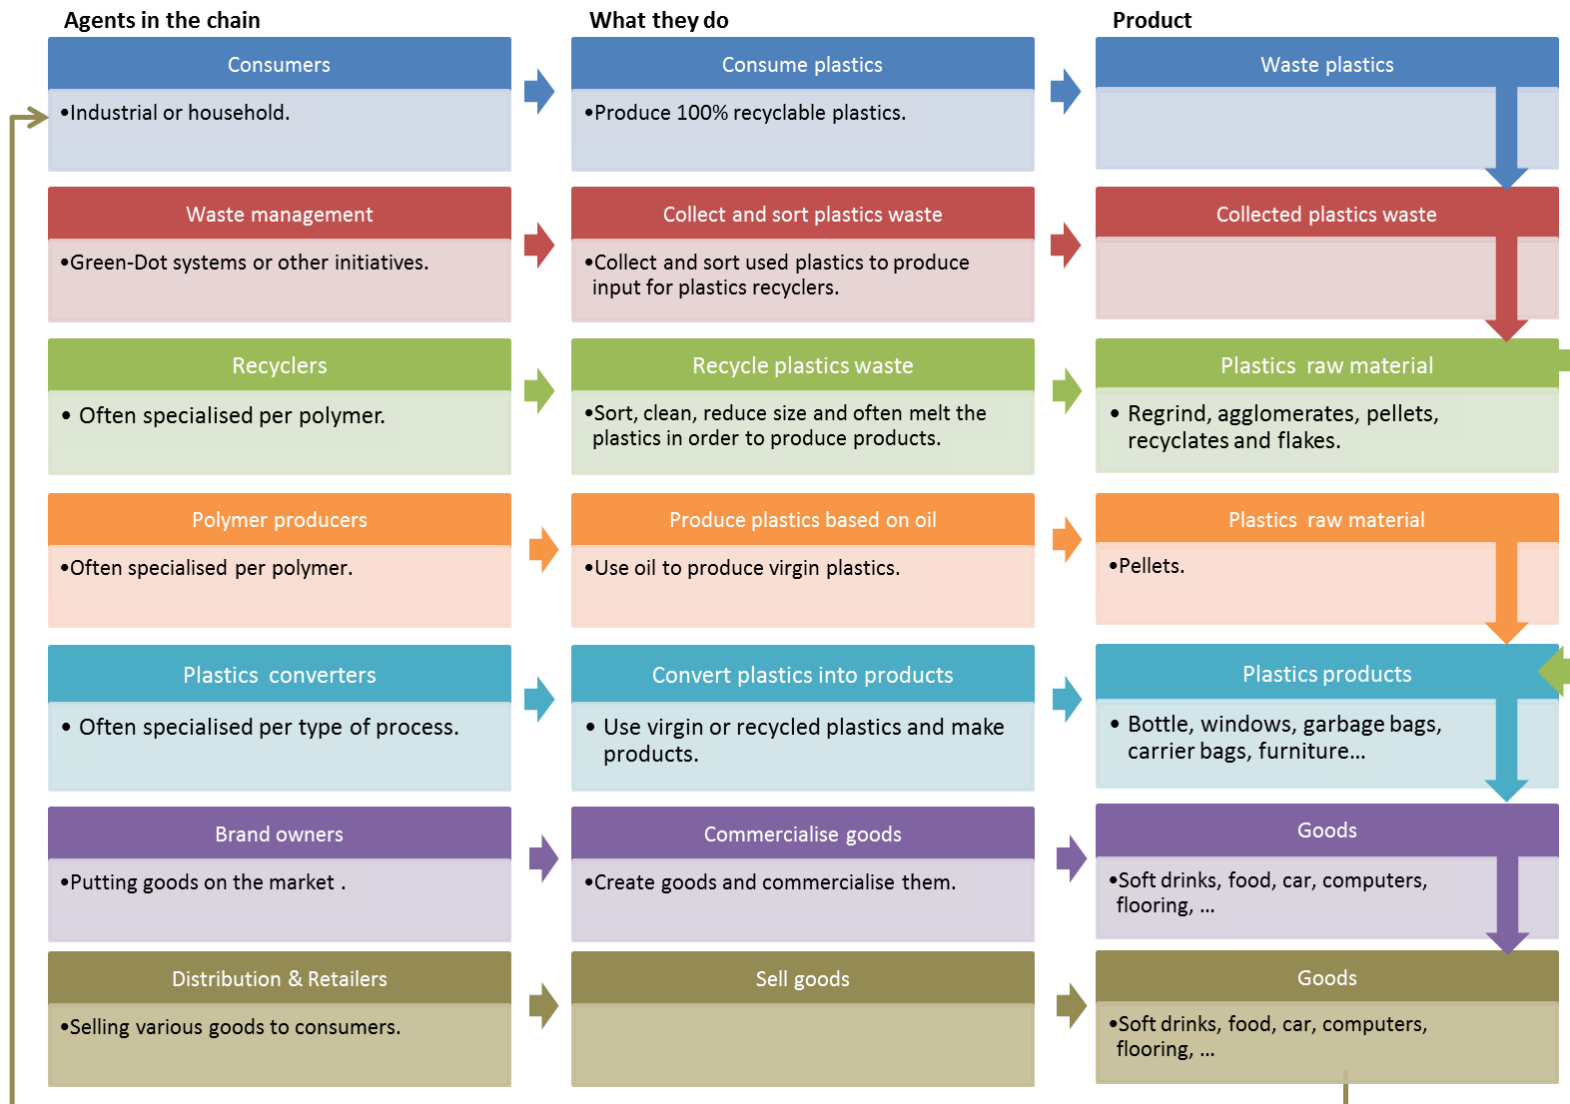 Agents in the chain
What they do
Product
Consumers
Consume plastics
Waste plastics
•Industrial or household.
•Produce 100% recyclable plastics.
Waste management
Collect and sort plastics waste
Collected plastics waste
•Green-Dot systems or other initiatives.
•Collect and sort used plastics to produce
input for plastics recyclers.
Recyclers
Recycle plastics waste
Plastics raw material
• Often specialised per polymer.
•Sort, clean, reduce size and often melt the
plastics in order to produce products.
• Regrind, agglomerates, pellets,
recyclates and flakes.
Polymer producers
Produce plastics based on oil
Plastics raw material
•Often specialised per polymer.
•Use oil to produce virgin plastics.
•Pellets.
Plastics converters
Convert plastics into products
Plastics products
• Often specialised per type of process.
• Use virgin or recycled plastics and make
products.
• Bottle, windows, garbage bags,
carrier bags, furniture...
Brand owners
Commercialise goods
Goods
•Putting goods on the market .
•Create goods and commercialise them.
•Soft drinks, food, car, computers,
flooring, ...
Distribution & Retailers
Sell goods
Goods
•Selling various goods to consumers.
•Soft drinks, food, car, computers,
flooring, ...